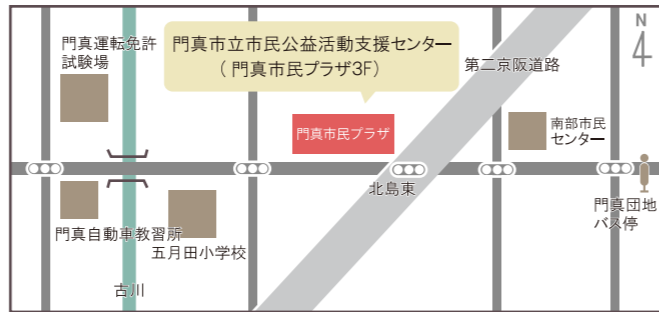 門真運転免許
試験場
門真市立市民公益活動支援センター
（門真市民プラザ3F）
第二京阪道路
N
門真市民プラザ
南部市民
センター
北島東
門真団地
バス停
門真自動車教習所
五月田小学校
古川